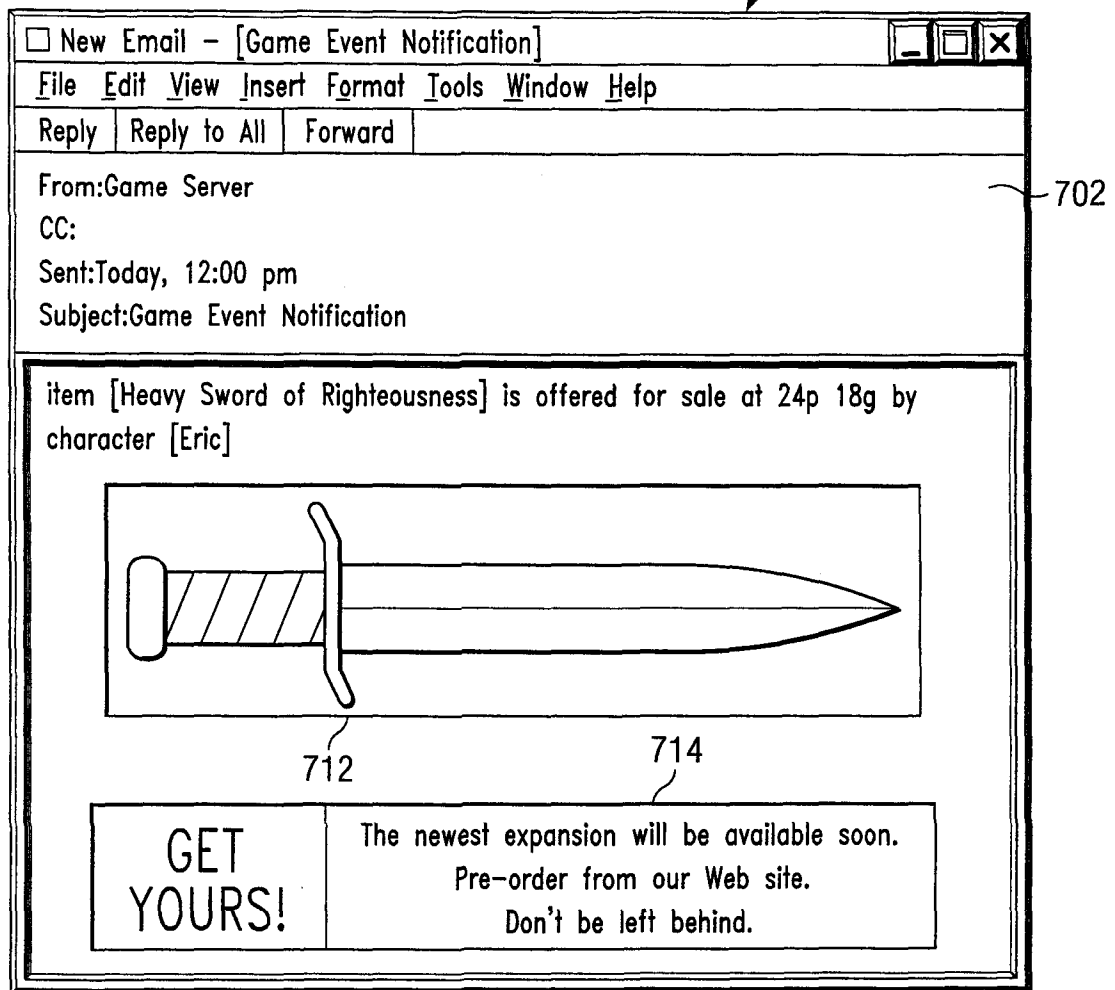 New Email - [Game Event Notification]
File Edit View Insert Format Tools Window Help
Reply Reply to All Forward
From:Game Server
702
CC:
Sent:Today, 12:00 pm
Subject:Game Event Notification
item [Heavy Sword of Righteousness] is offered for sale at 24p 18g by
character [Eric]
712
714
GET
YOURS!
The newest expansion will be available soon.
Pre-order from our Web site.
Don't be left behind.